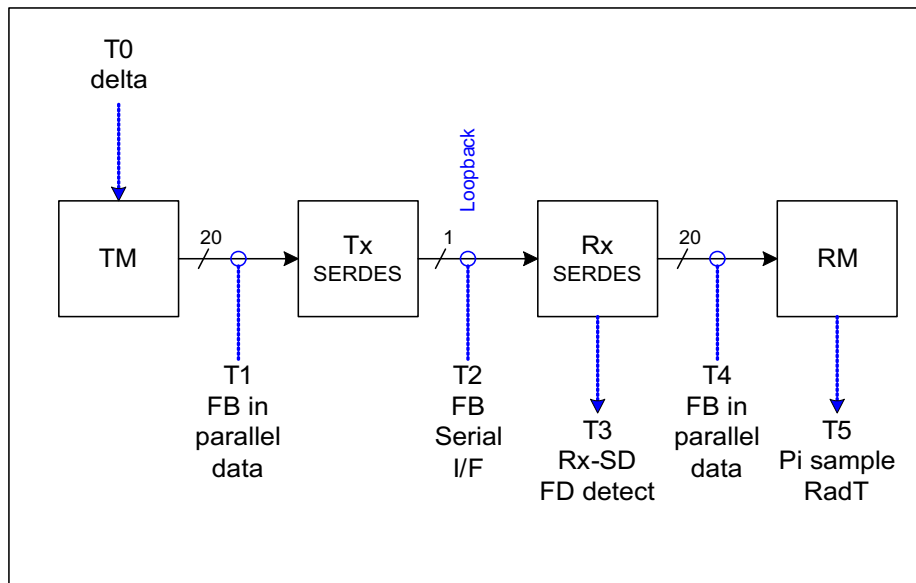 T0
delta
Loopback
TM
20
Tx
SERDES
1
Rx
SERDES
20
RM
T1
FB in
parallel
data
T2
FB
Serial
I/F
T3
Rx-SD
FD detect
T4
FB in
parallel
data
T5
Pi sample
RadT